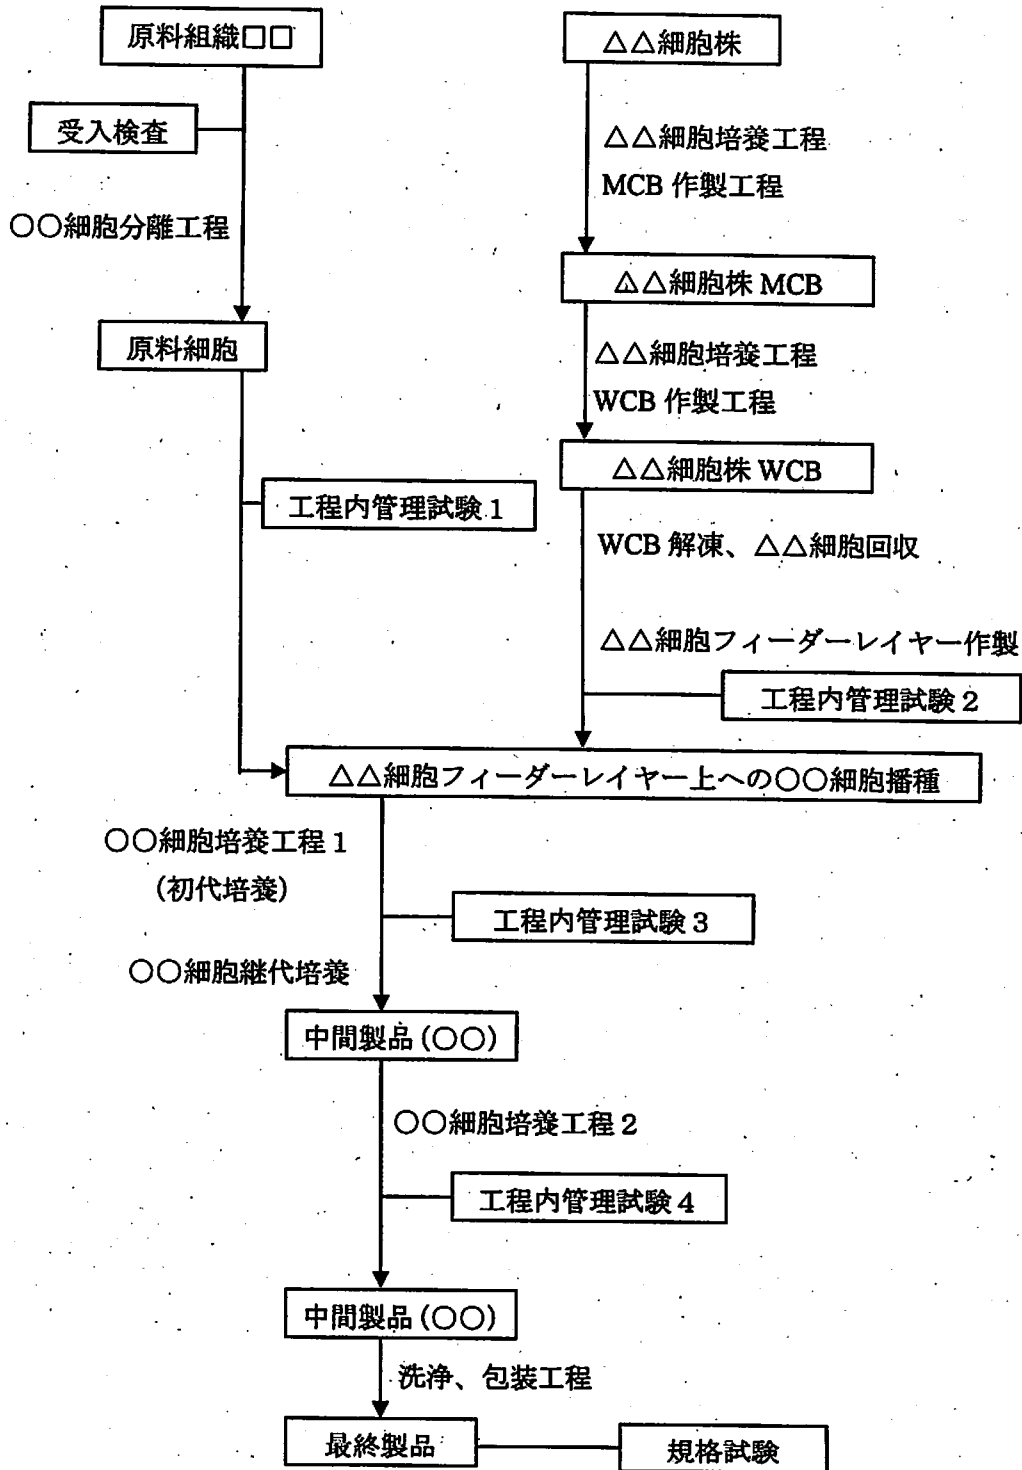 原料組織□□
△△細胞株
受入検査
△△細胞培養工程
MCB 作製工程
○○細胞分離工程
△△細胞株 MCB
原料細胞
△△細胞培養工程
WCB 作製工程
△△細胞株 WCB
工程内管理試験 1
WCB 解凍、△△細胞回収
△△細胞フィーダーレイヤー作製
工程内管理試験 2
△△細胞フィーダーレイヤー上への○○細胞播種
○○細胞培養工程 1
(初代培養)
工程内管理試験 3
○○細胞継代培養
中間製品 (○○)
○○細胞培養工程 2
工程内管理試験 4
中間製品 (○○)
洗浄、包装工程
最終製品
規格試験